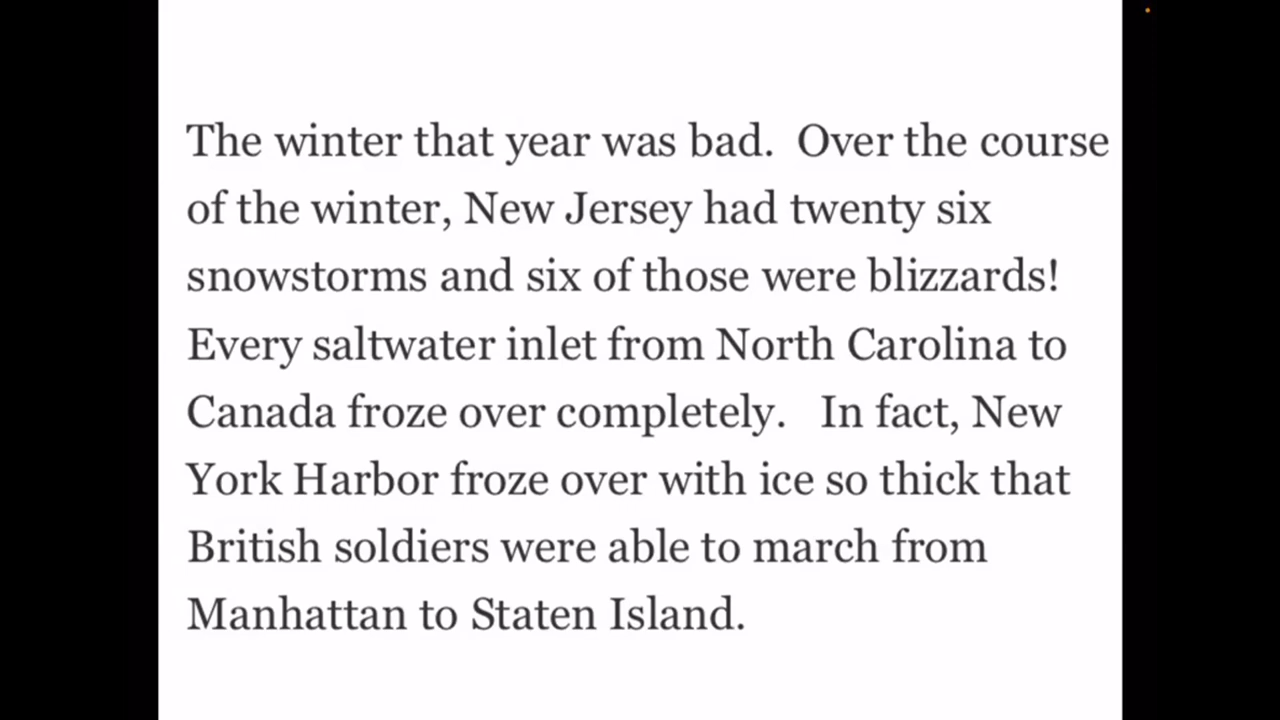 The winter that year was bad.  Over the course
of the winter, New Jersey had twenty six
snowstorms and six of those were blizzards!
Every saltwater inlet from North Carolina to
Canada froze over completely.   In fact, New
York Harbor froze over with ice so thick that
British soldiers were able to march from
Manhattan to Staten Island.